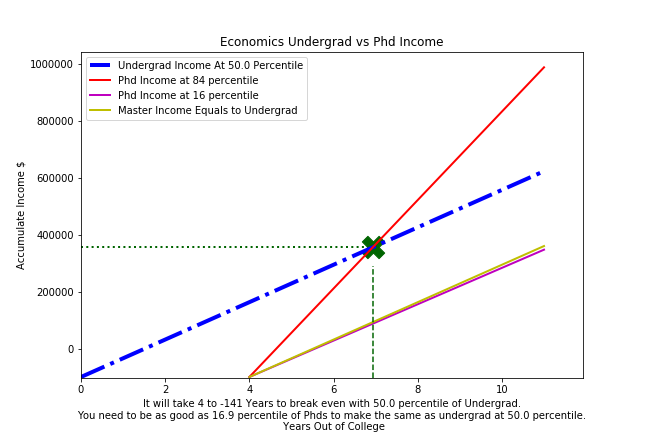 Economics Undergrad vs Phd Income
Undergrad Income At 50.0 Percentile
Phd Income at 84 percentile
Phd Income at 16 percentile
Master Income Equals to Undergrad
Accumulate Income $
1000000
800000
600000
400000
200000
0
0 2 4 6 8 10
It will take 4 to -141 Years to break even with 50.0 percentile of Undergrad.
You need to be as good as 16.9 percentile of Phds to make the same as undergrad at 50.0 percentile.
Years Out of College